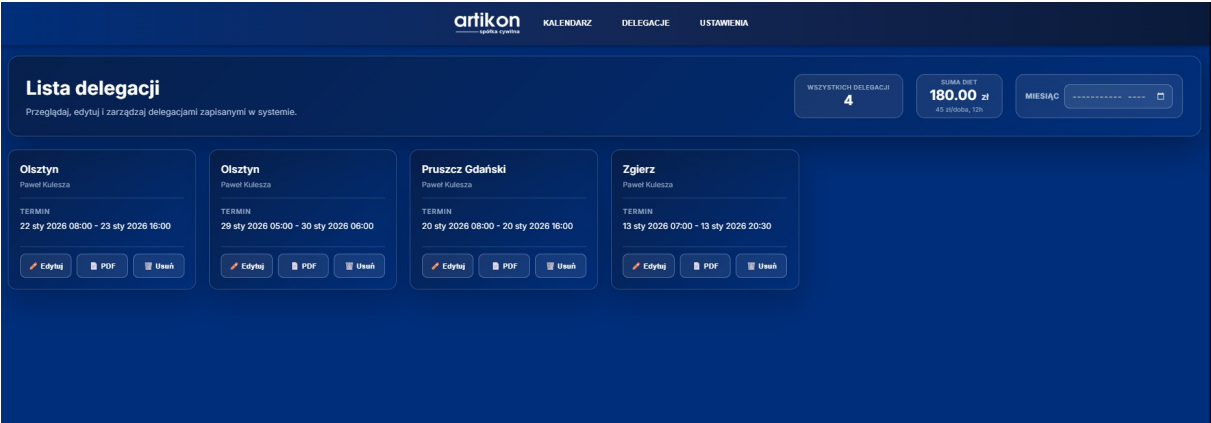 artikon
spółka cywilna
KALENDARZ
DELEGACJE
USTAWIENIA
Lista delegacji
Przeglądaj, edytuj i zarządzaj delegacjami zapisanymi w systemie.
WSZYSTKICH DELEGACJI
4
SUMA DIET
180.00 zł
45 zł/doba, 12h
MIESIĄC
----------- ----
Olsztyn
Paweł Kulesza
TERMIN
22 sty 2026 08:00 - 23 sty 2026 16:00
Edytuj
PDF
Usuń
Olsztyn
Paweł Kulesza
TERMIN
29 sty 2026 05:00 - 30 sty 2026 06:00
Edytuj
PDF
Usuń
Pruszcz Gdański
Paweł Kulesza
TERMIN
20 sty 2026 08:00 - 20 sty 2026 16:00
Edytuj
PDF
Usuń
Zgierz
Paweł Kulesza
TERMIN
13 sty 2026 07:00 - 13 sty 2026 20:30
Edytuj
PDF
Usuń